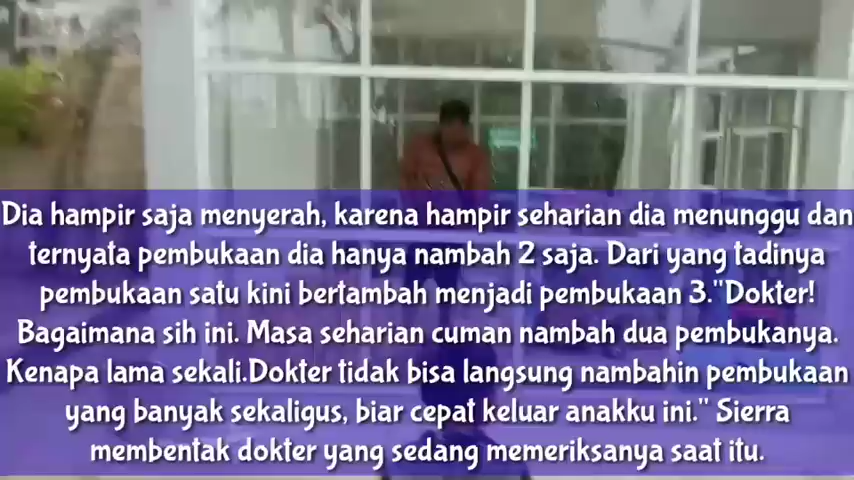 Dia hampir saja menyerah, karena hampir seharian dia menunggu dan
ternyata pembukaan dia hanya nambah 2 saja. Dari yang tadinya
pembukaan satu kini bertambah menjadi pembukaan 3."Dokter!
Bagaimana sih ini. Masa seharian cuman nambah dua pembukanya.
Kenapa lama sekali.Dokter tidak bisa langsung nambahin pembukaan
yang banyak sekaligus, biar cepat keluar anakku ini." Sierra
membentak dokter yang sedang memeriksanya saat itu.